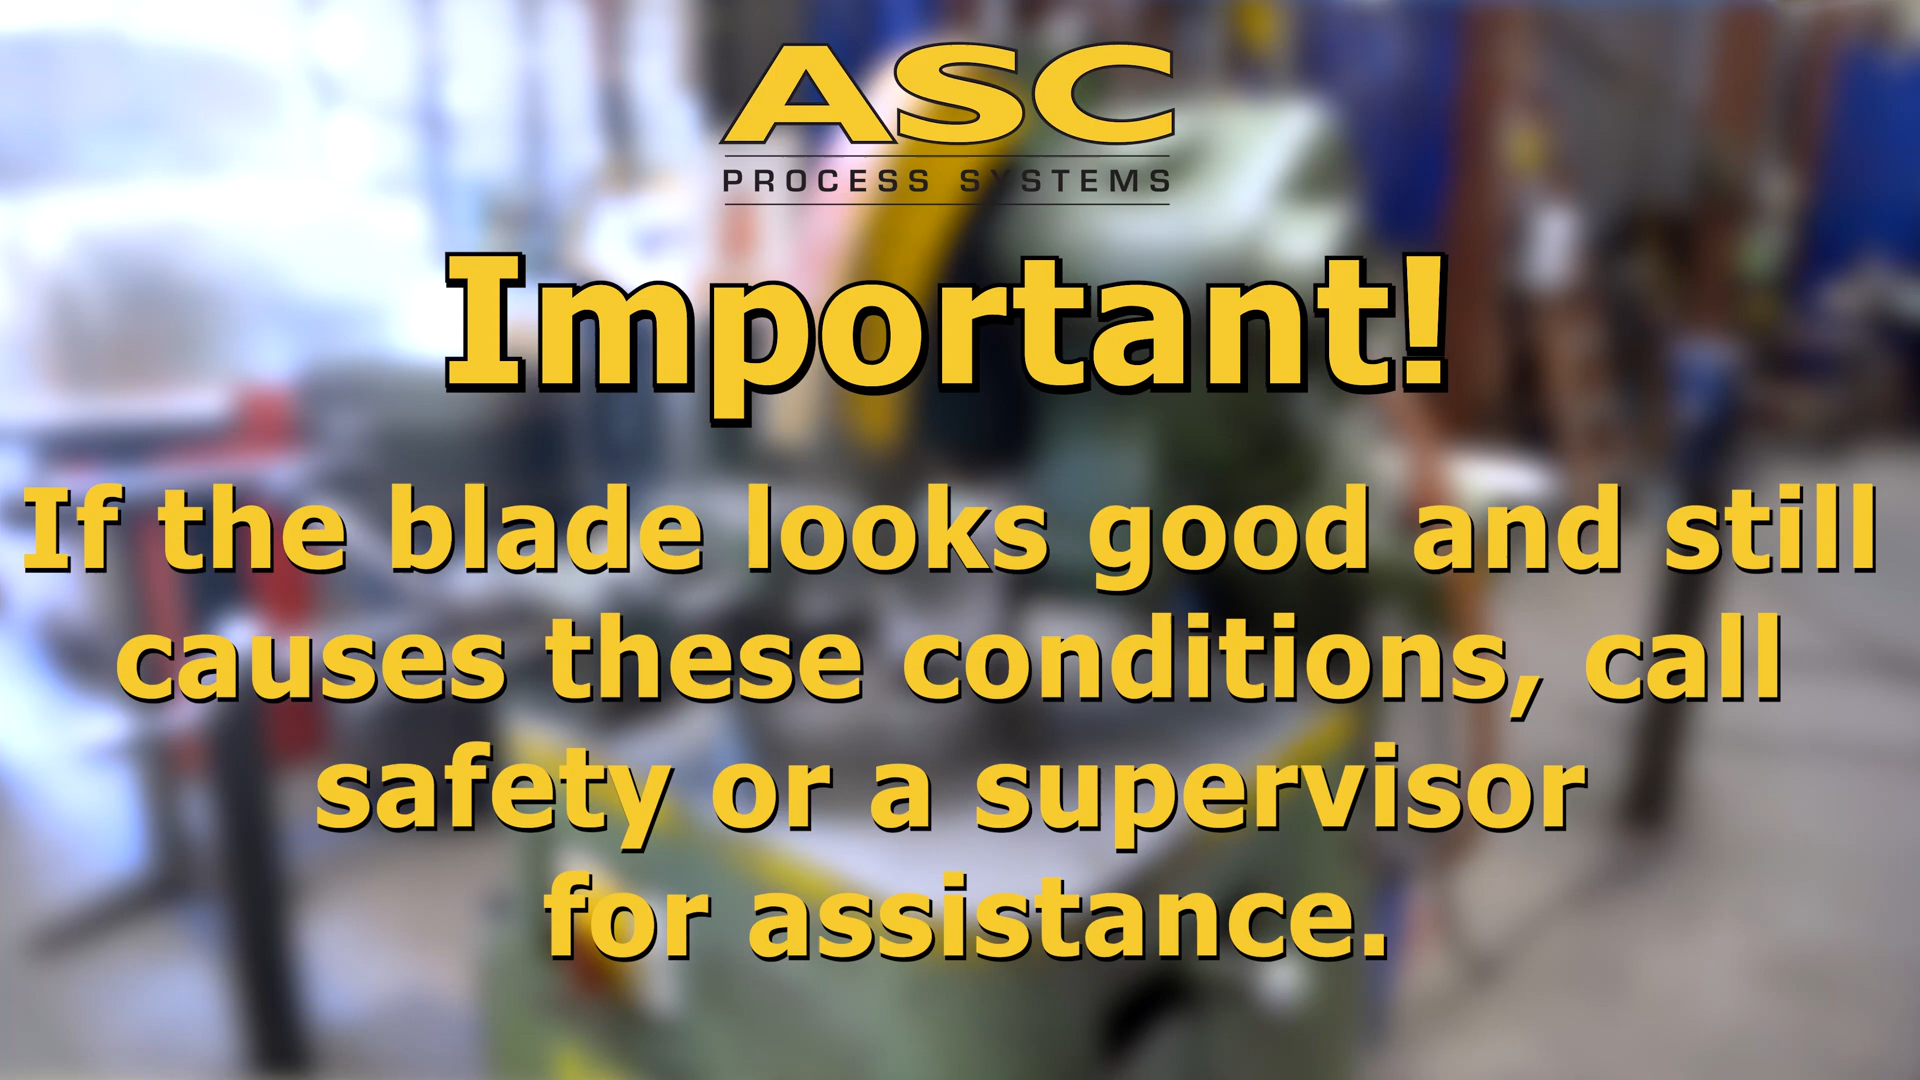 ASC
PROCESS SYSTEMS
Important!
If the blade looks good and still
causes these conditions, call
safety or a supervisor
for assistance.